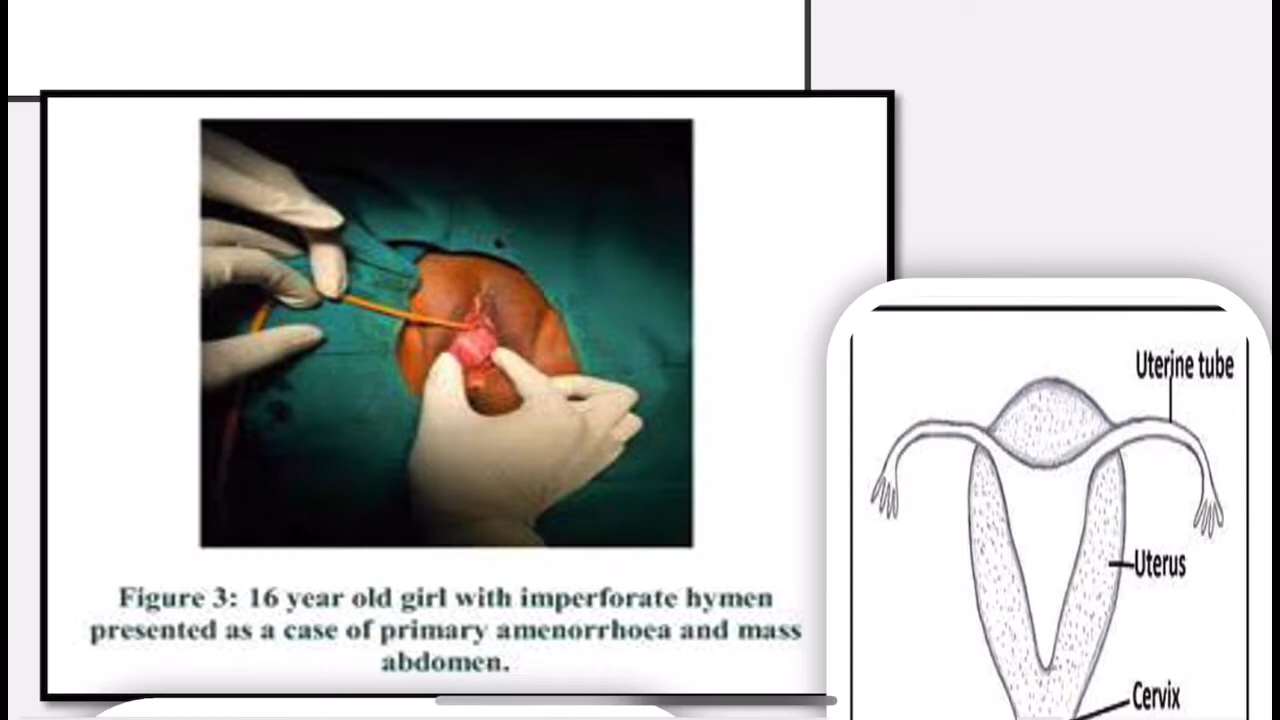 Figure 3: 16 year old girl with imperforate hymen
presented as a case of primary amenorrhoea and mass
abdomen.
Uterine tube
Uterus
Cervix